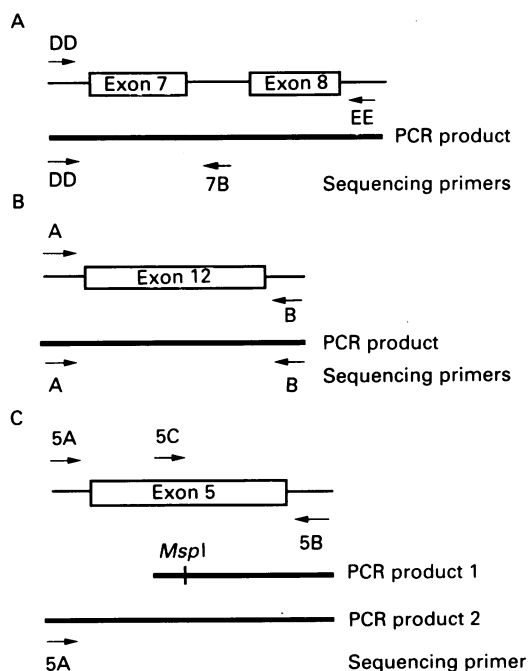 A
DD
Exon 7 Exon 8
EE
PCR product
DD 7B Sequencing primers
B
A
Exon 12
B
PCR product
A B Sequencing primers
C
5A 5C
Exon 5
5B
MspI
PCR product 1
PCR product 2
5A Sequencing primer